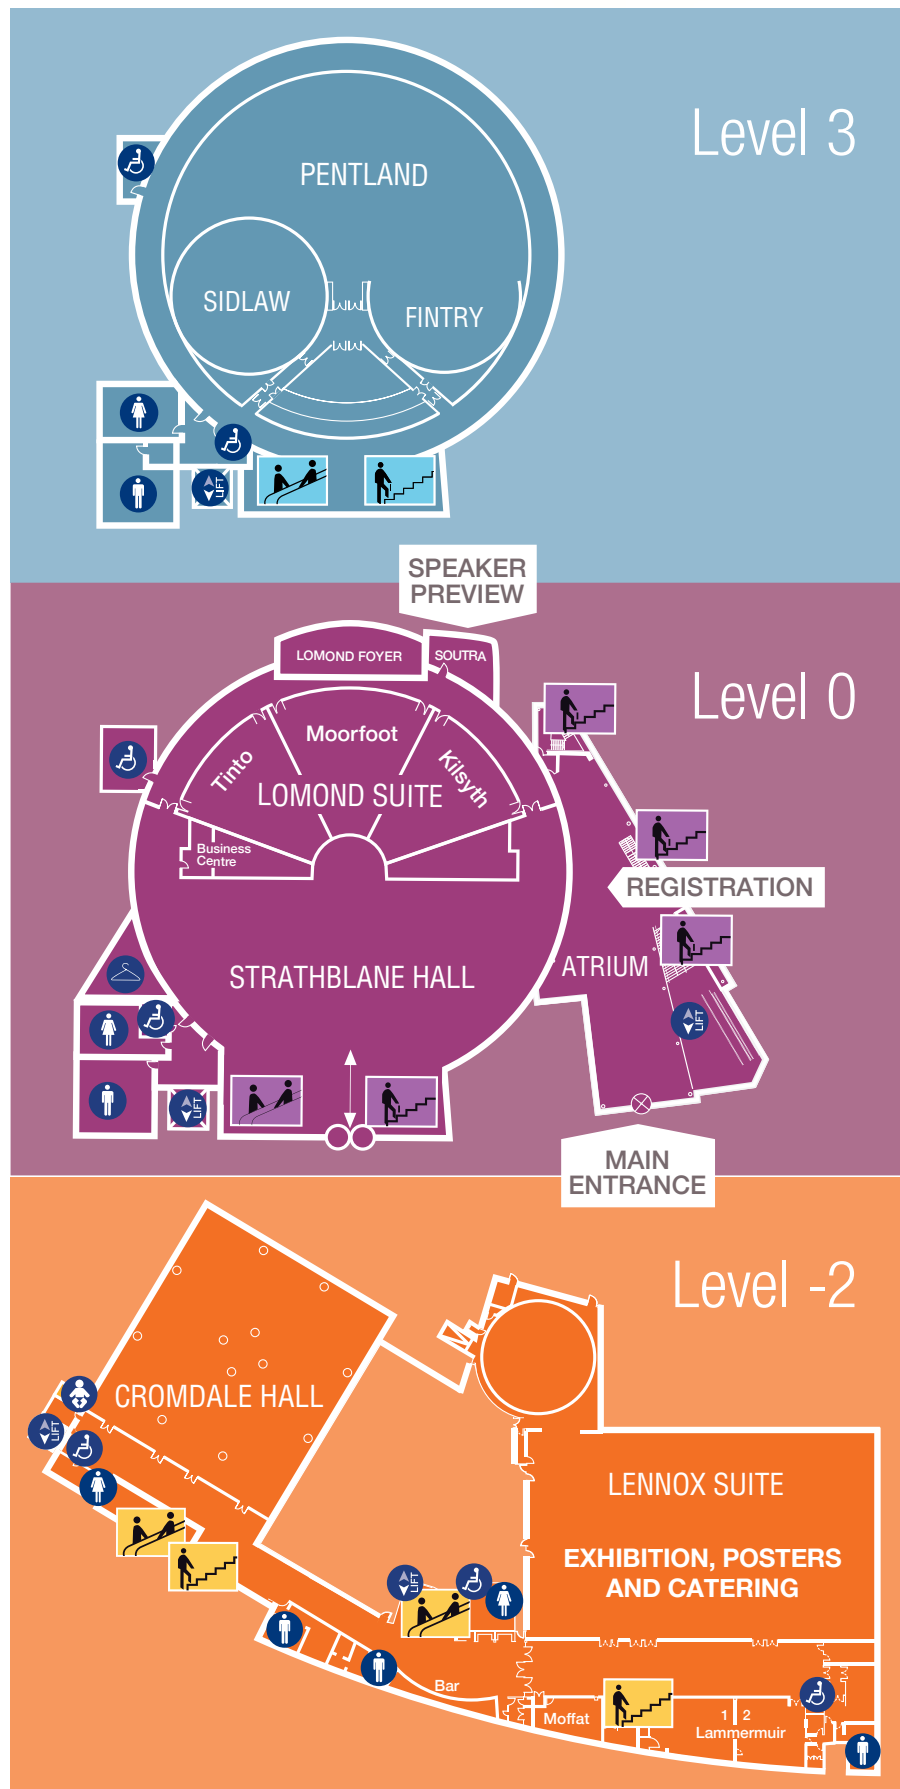 Level 3
PENTLAND
SIDLAW
FINTRY
LIFT
SPEAKER
PREVIEW
LOMOND FOYER
SOUTRA
Level 0
Moorfoot
Tinto
Kilsyth
LOMOND SUITE
Business
Centre
REGISTRATION
STRATHBLANE HALL
ATRIUM
LIFT
LIFT
MAIN
ENTRANCE
Level -2
CROMDALE HALL
LIFT
LENNOX SUITE
EXHIBITION, POSTERS
AND CATERING
LIFT
Bar
Moffat
1 2
Lammermuir